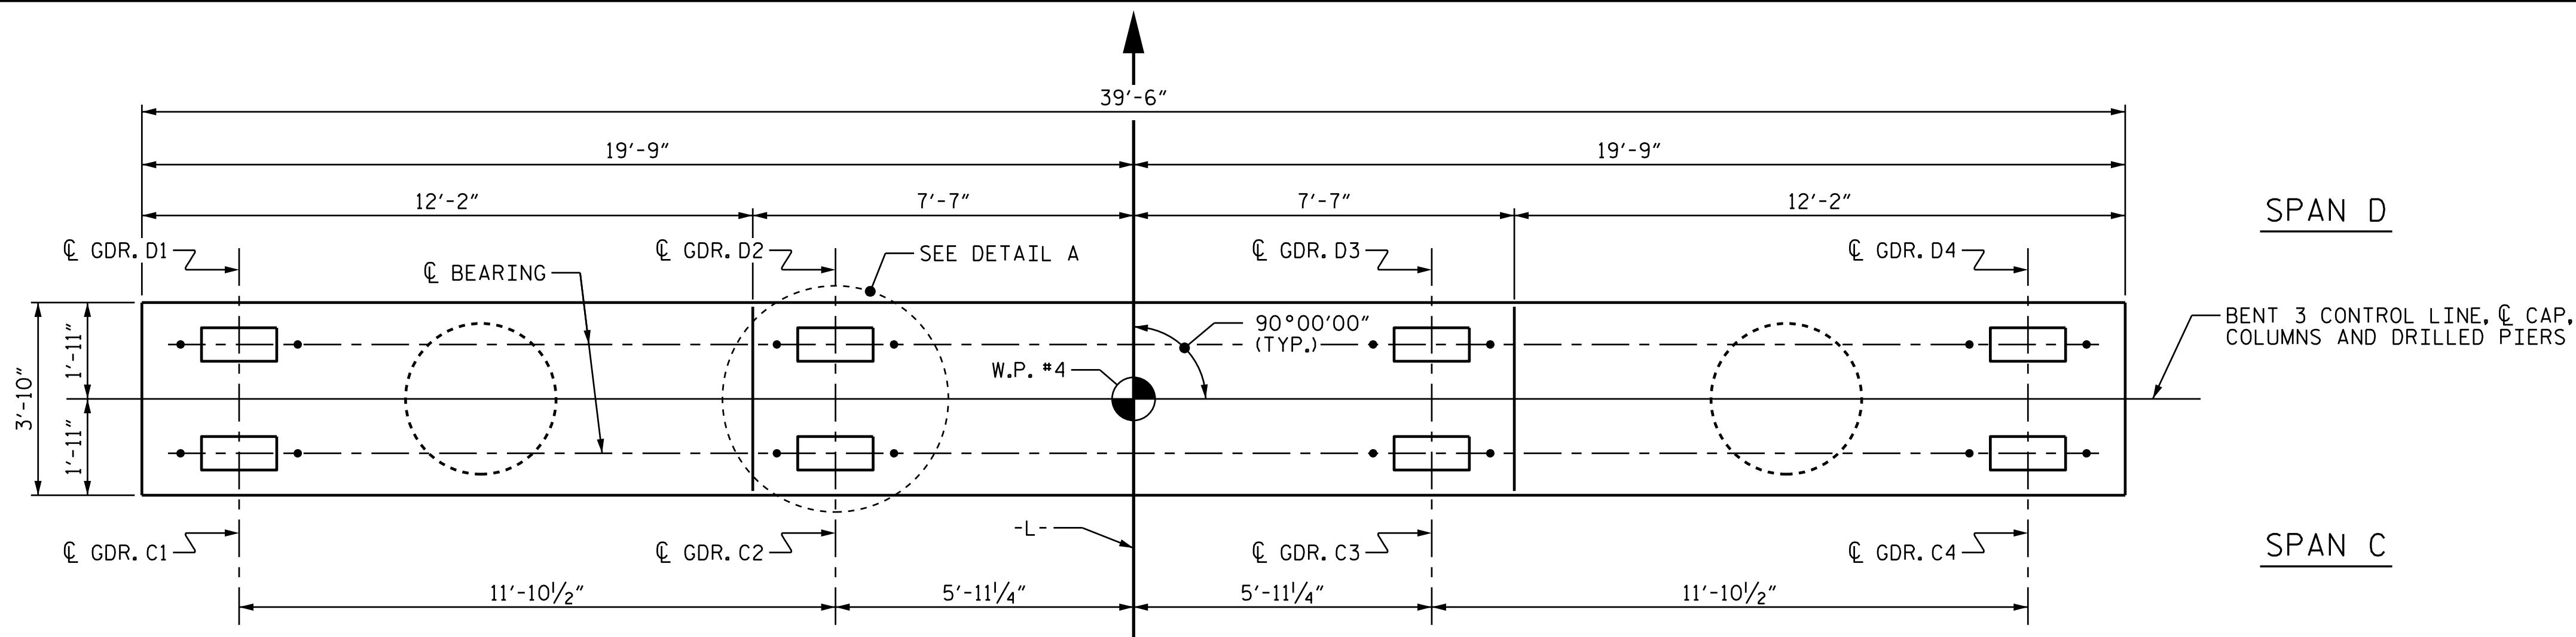 39'-6"
19'-9" 19'-9"
12'-2" 7'-7" 7'-7" 12'-2"
SPAN D
℄ GDR. D1 ℄ GDR. D2 SEE DETAIL A ℄ GDR. D3 ℄ GDR. D4
℄ BEARING
90°00'00"
(TYP.)
BENT 3 CONTROL LINE, ℄ CAP,
COLUMNS AND DRILLED PIERS
1'-11"
3'-10"
W.P. #4
1'-11"
-L-
℄ GDR. C1 ℄ GDR. C2 ℄ GDR. C3 ℄ GDR. C4
SPAN C
11'-10½" 5'-11¼" 5'-11¼" 11'-10½"